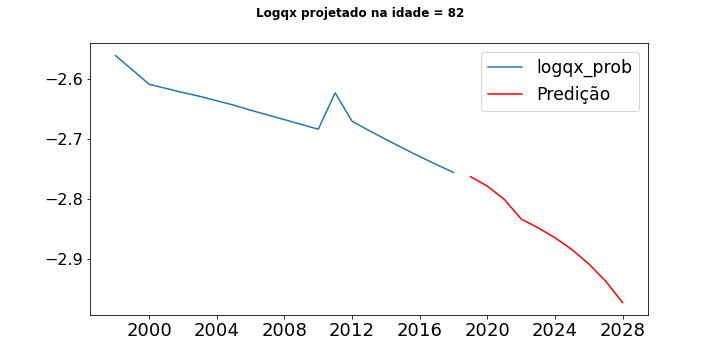 Logqx projetado na idade = 82
logqx_prob
Predição
−2.6
−2.7
−2.8
−2.9
2000 2004 2008 2012 2016 2020 2024 2028